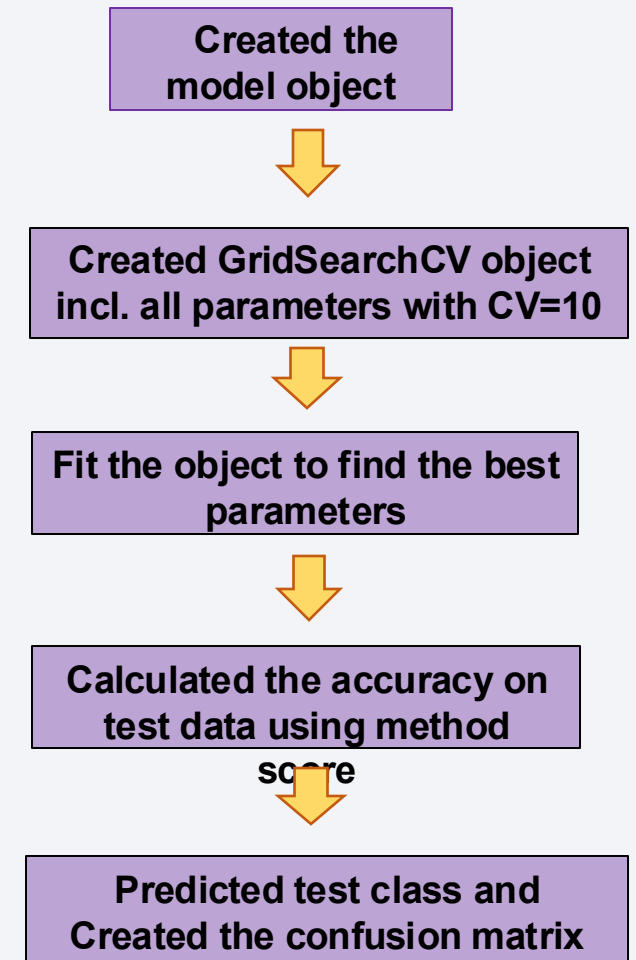 Created the
model object
Created GridSearchCV object
incl. all parameters with CV=10
Fit the object to find the best
parameters
Calculated the accuracy on
test data using method
score
Predicted test class and
Created the confusion matrix